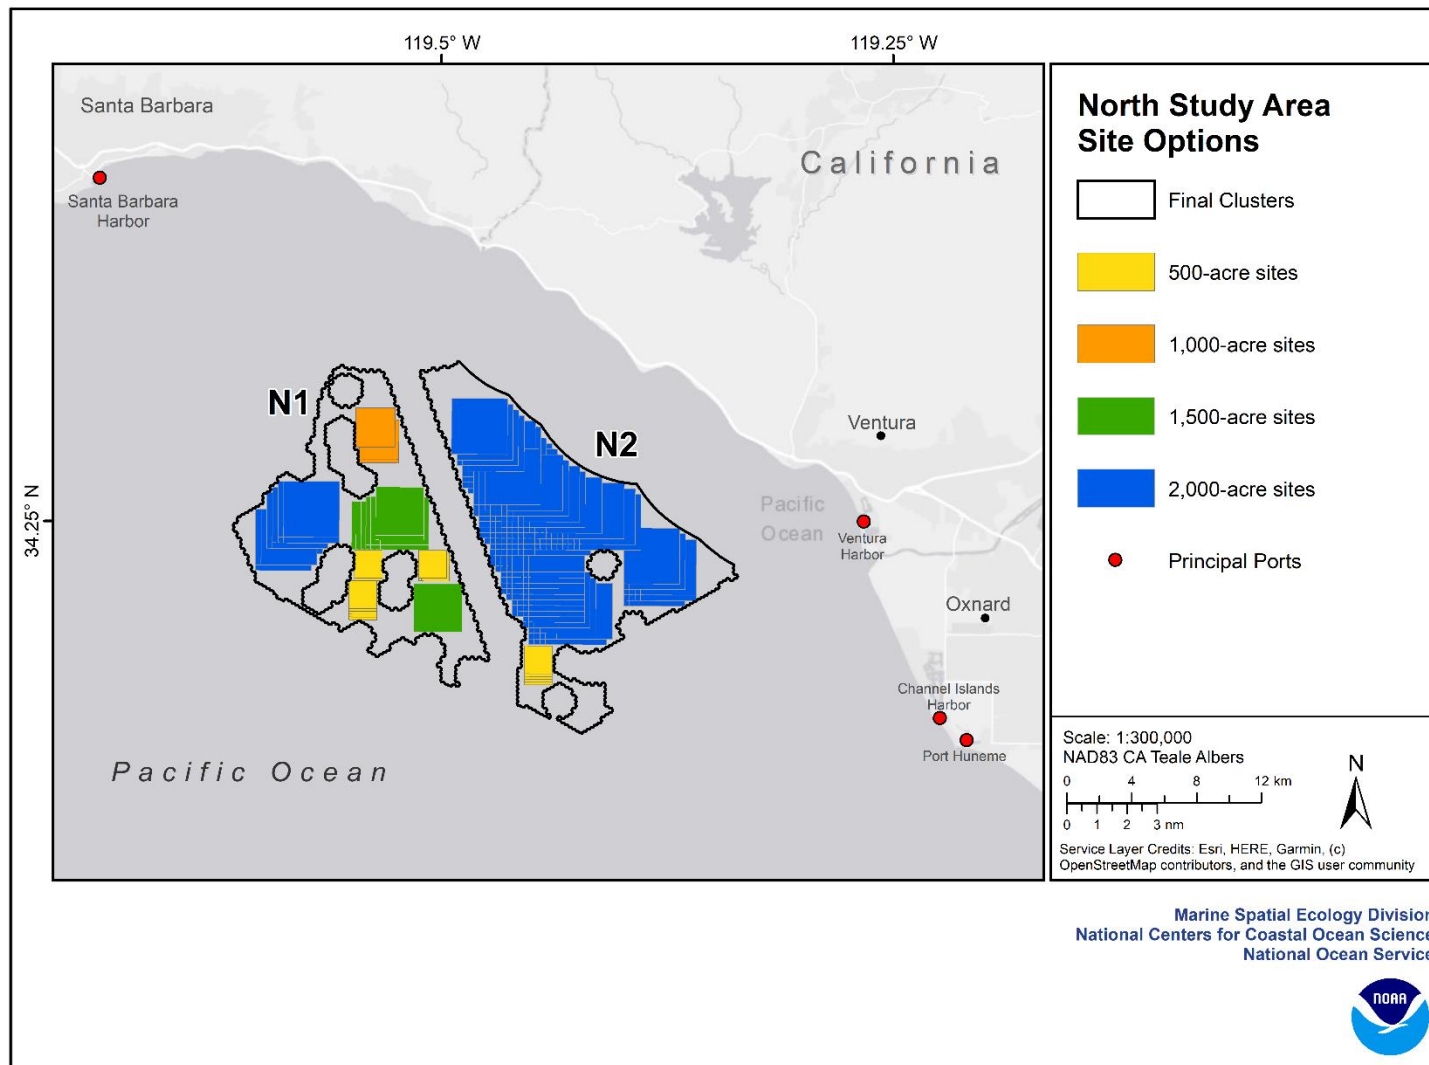 119.5° W
119.25° W
Santa Barbara
California
Santa Barbara
Harbor
N1
N2
Ventura
34.25° N
Pacific
Ocean
Ventura
Harbor
Oxnard
Channel Islands
Harbor
Port Hueneme
Pacific Ocean
North Study Area
Site Options
Final Clusters
500-acre sites
1,000-acre sites
1,500-acre sites
2,000-acre sites
Principal Ports
Scale: 1:300,000
NAD83 CA Teale Albers
0 4 8 12 km
0 1 2 3 nm
N
Service Layer Credits: Esri, HERE, Garmin, (c)
OpenStreetMap contributors, and the GIS user community
Marine Spatial Ecology Division
National Centers for Coastal Ocean Science
National Ocean Service
NOAA